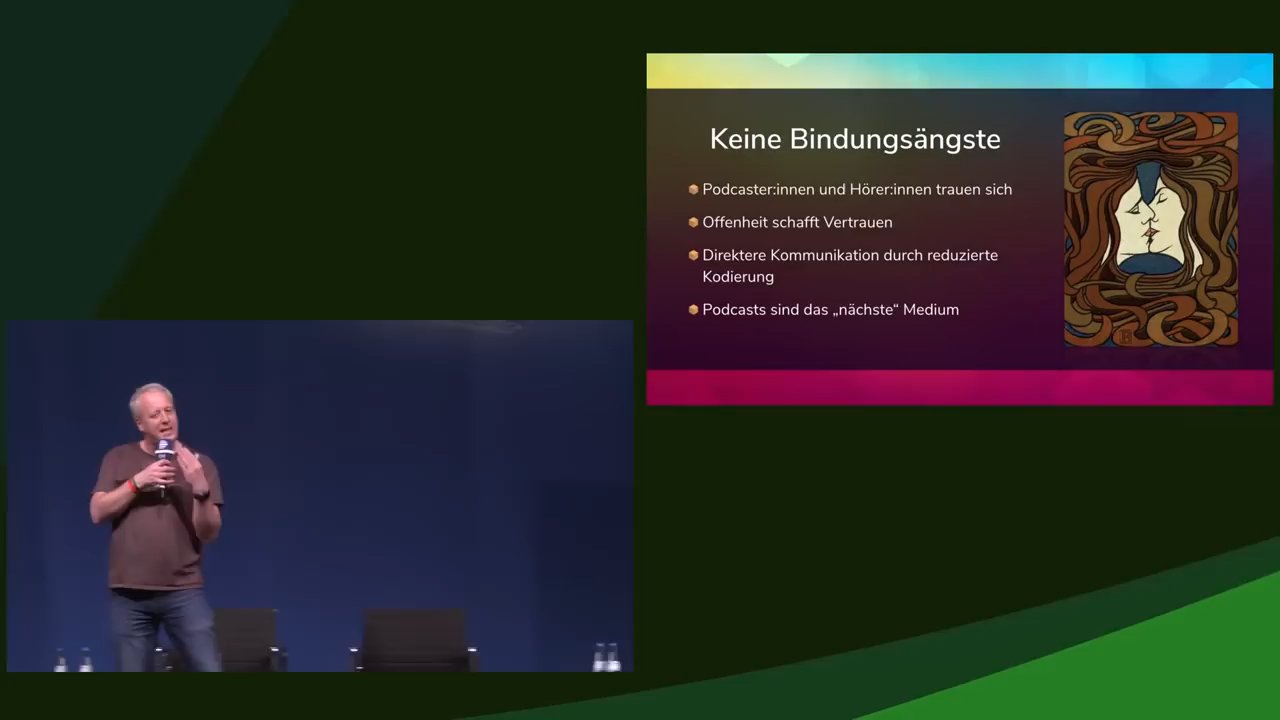 Keine Bindungsängste
Podcaster:innen und Hörer:innen trauen sich
Offenheit schafft Vertrauen
Direktere Kommunikation durch reduzierte
Kodierung
Podcasts sind das „nächste“ Medium